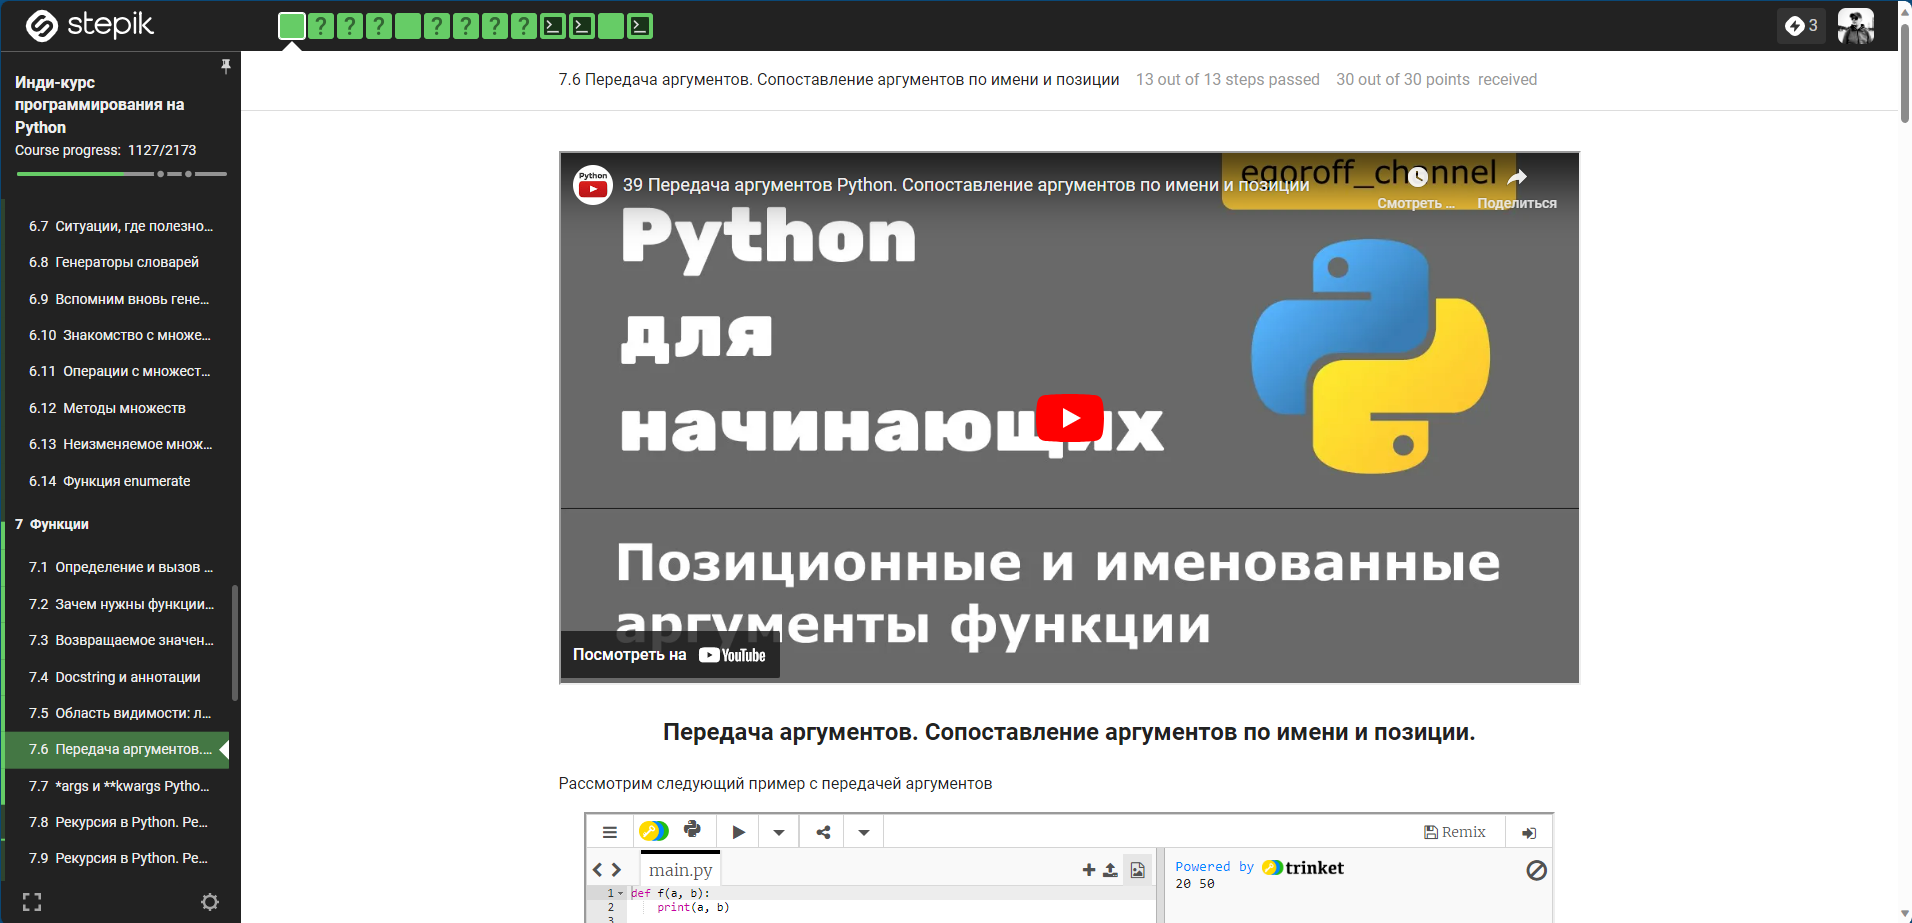 stepik
? ? ? ? ? ? ?
3
Инди-курс
программирования на
Python
Course progress: 1127/2173
6.7 Ситуации, где полезно...
6.8 Генераторы словарей
6.9 Вспомним вновь гене...
6.10 Знакомство с множе...
6.11 Операции с множест...
6.12 Методы множеств
6.13 Неизменяемое множ...
6.14 Функция enumerate
7 Функции
7.1 Определение и вызов ...
7.2 Зачем нужны функции...
7.3 Возвращаемое значен...
7.4 Docstring и аннотации
7.5 Область видимости: л...
7.6 Передача аргументов....
7.7 *args и **kwargs Pytho...
7.8 Рекурсия в Python. Ре...
7.9 Рекурсия в Python. Ре...
7.6 Передача аргументов. Сопоставление аргументов по имени и позиции 13 out of 13 steps passed 30 out of 30 points received
egoroff_channel
Python
39 Передача аргументов Python. Сопоставление аргументов по имени и позиции
Смотреть ... Поделиться
Python
для
начинающих
Позиционные и именованные
аргументы функции
Посмотреть на YouTube
Передача аргументов. Сопоставление аргументов по имени и позиции.
Рассмотрим следующий пример с передачей аргументов
Remix
main.py
1 def f(a, b):
2 print(a, b)
3
Powered by trinket
20 50